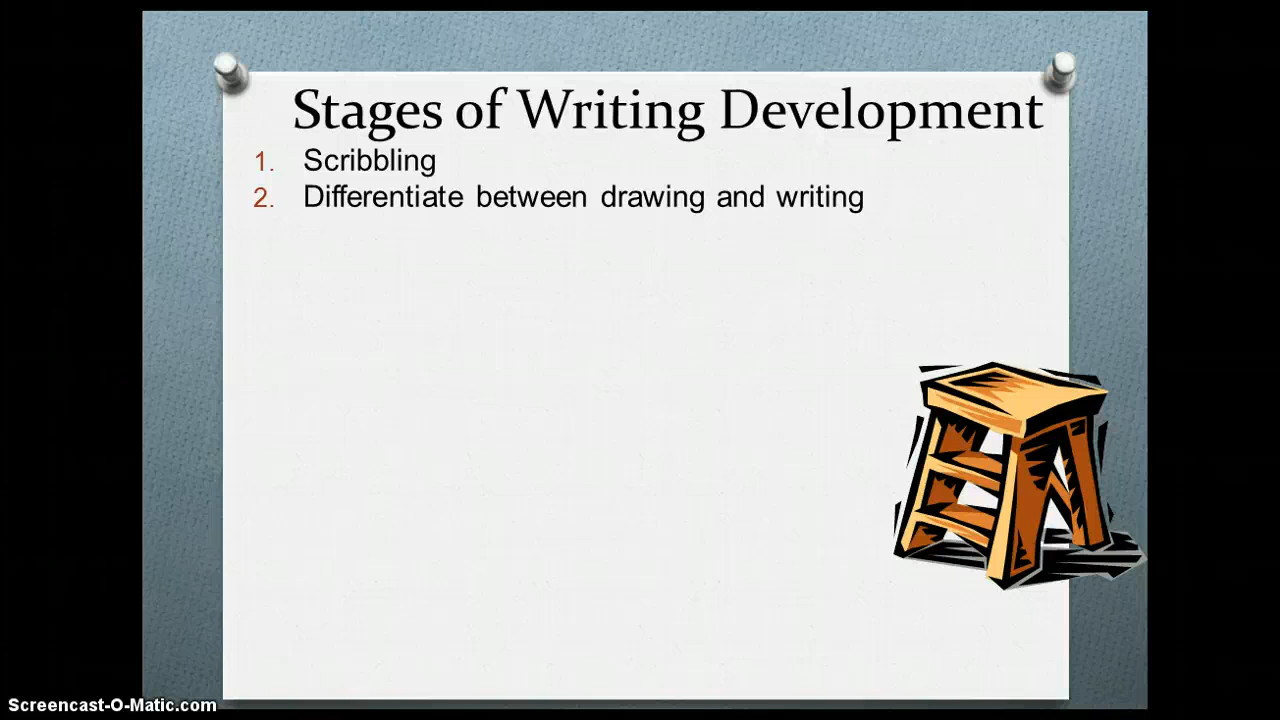 Stages of Writing Development
1. Scribbling
2. Differentiate between drawing and writing
Screencast-O-Matic.com